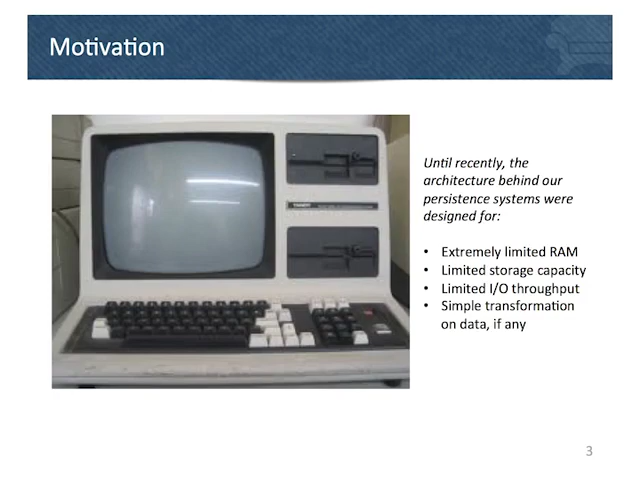 Motivation
Until recently, the
architecture behind our
persistence systems were
designed for:
• Extremely limited RAM
• Limited storage capacity
• Limited I/O throughput
• Simple transformation
on data, if any
3